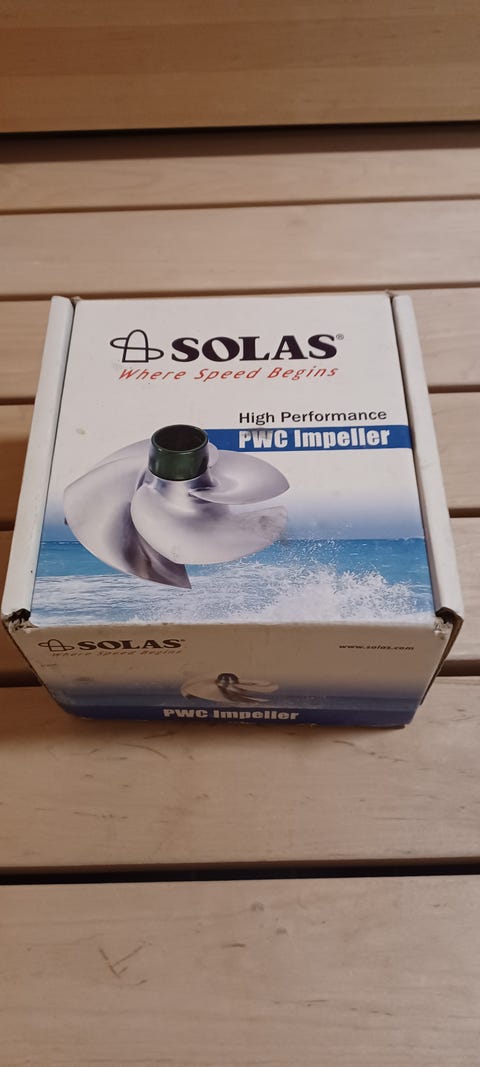 SOLAS®
Where Speed Begins
High Performance
PWC Impeller
SOLAS®
Where Speed Begins
www.solas.com
PWC Impeller